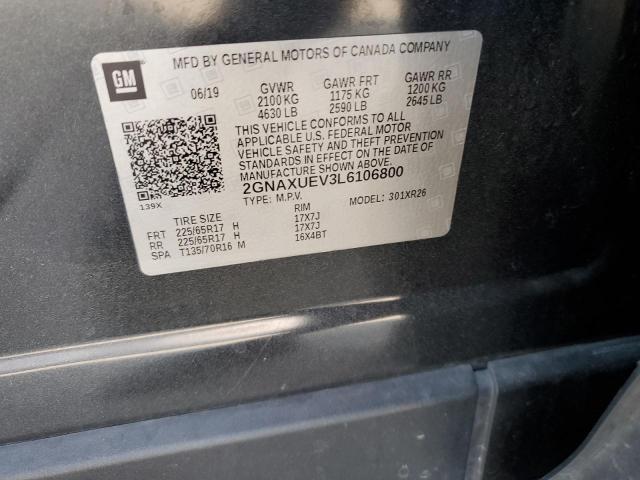 MFD BY GENERAL MOTORS OF CANADA COMPANY
GM
06/19 GVWR GAWR FRT GAWR RR
2100 KG 1175 KG 1200 KG
4630 LB 2590 LB 2645 LB
THIS VEHICLE CONFORMS TO ALL
APPLICABLE U.S. FEDERAL MOTOR
VEHICLE SAFETY AND THEFT PREVENTION
STANDARDS IN EFFECT ON THE DATE OF
MANUFACTURE SHOWN ABOVE.
2GNAXUEV3L6106800
TYPE: M.P.V. MODEL: 301XR26
139X
TIRE SIZE RIM
FRT 225/65R17 H 17X7J
RR 225/65R17 H 17X7J
SPA T135/70R16 M 16X4BT